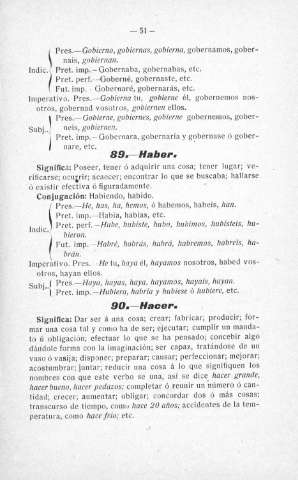 — 51 —
Pres.—Gobierno, gobiernas, gobierna, gobernamos, gober-
nais, gobiernan.
Indic. Pret. imp.—Gobernaba, gobernabas, etc.
Pret. perf.—Goberné, gobernaste, etc.
Fut. imp.—Gobernaré, gobernarás, etc.
Imperativo. Pres.—Gobierna tu, gobierne él, gobernemos nos-
otros, gobernad vosotros, gobiernen ellos.
Pres.—Gobierne, gobiernes, gobierne gobernemos, gober-
Subj.. neis, gobiernen.
Pret. imp.—Gobernara, gobernaria y gobernase ó gober-
nare, etc.
89.—Haber.
Significa: Poseer, tener ó adquirir una cosa; tener lugar; ve-
rificarse; ocurrir; acaecer; encontrar lo que se buscaba; hallarse
ó existir efectiva ó figuradamente.
Conjugación: Habiendo, habido.
Pres.—He, has, ha, hemos, ó habemos, habeis, han.
Pret. imp.—Habia, habias, etc.
Indic. Pret. perf.—Hube, hubiste, hubo, hubimos, hubisteis, hu-
bieron.
Fut. imp.—Habré, habrás, habrá, habremos, habreis, ha-
brán.
Imperativo. Pres.—He tu, haya él, hayamos nosotros, habed vos-
otros, hayan ellos.
Subj.. Pres.—Haya, hayas, haya, hayamos, hayais, hayan.
Pret. imp.—Hubiera, habria y hubiese ó hubiere, etc.
90.—Hacer.
Significa: Dar ser á una cosa; crear; fabricar; producir; for-
mar una cosa tal y como ha de ser; ejecutar; cumplir un manda-
to ú obligación; efectuar lo que se ha pensado; concebir algo
dándole forma con la imaginación; ser capaz, tratándose de un
vaso ó vasija; disponer; preparar; causar; perfeccionar; mejorar;
acostumbrar; juntar; reducir una cosa á lo que signifiquen los
nombres con que este verbo se una, así se dice hacer grande,
hacer bueno, hacer pedazos; completar ó reunir un número ó can-
tidad; crecer; aumentar; obligar; concordar dos ó más cosas;
transcurso de tiempo, como hace 20 años; accidentes de la tem-
peratura, como hace frio; etc.